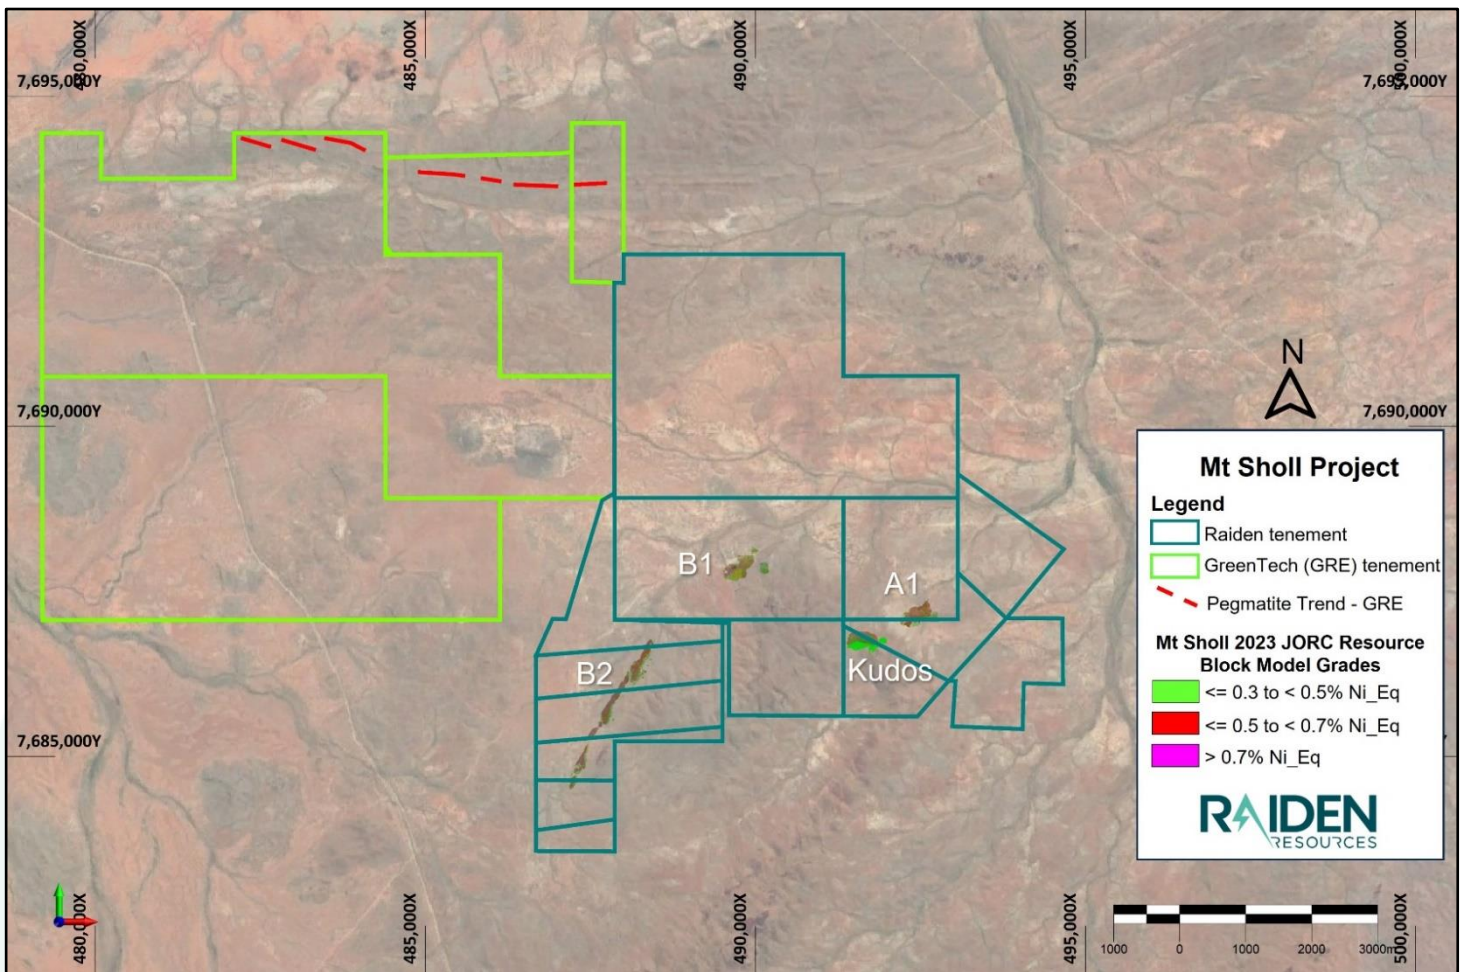 480,000X
485,000X
490,000X
495,000X
500,000X
7,695,000Y
7,695,000Y
7,690,000Y
7,690,000Y
N
Mt Sholl Project
Legend
Raiden tenement
GreenTech (GRE) tenement
Pegmatite Trend - GRE
Mt Sholl 2023 JORC Resource
Block Model Grades
<= 0.3 to < 0.5% Ni_Eq
<= 0.5 to < 0.7% Ni_Eq
> 0.7% Ni_Eq
RAIDEN
RESOURCES
B1
A1
B2
Kudos
7,685,000Y
480,000X
485,000X
490,000X
495,000X
500,000X
1000 0 1000 2000 3000m